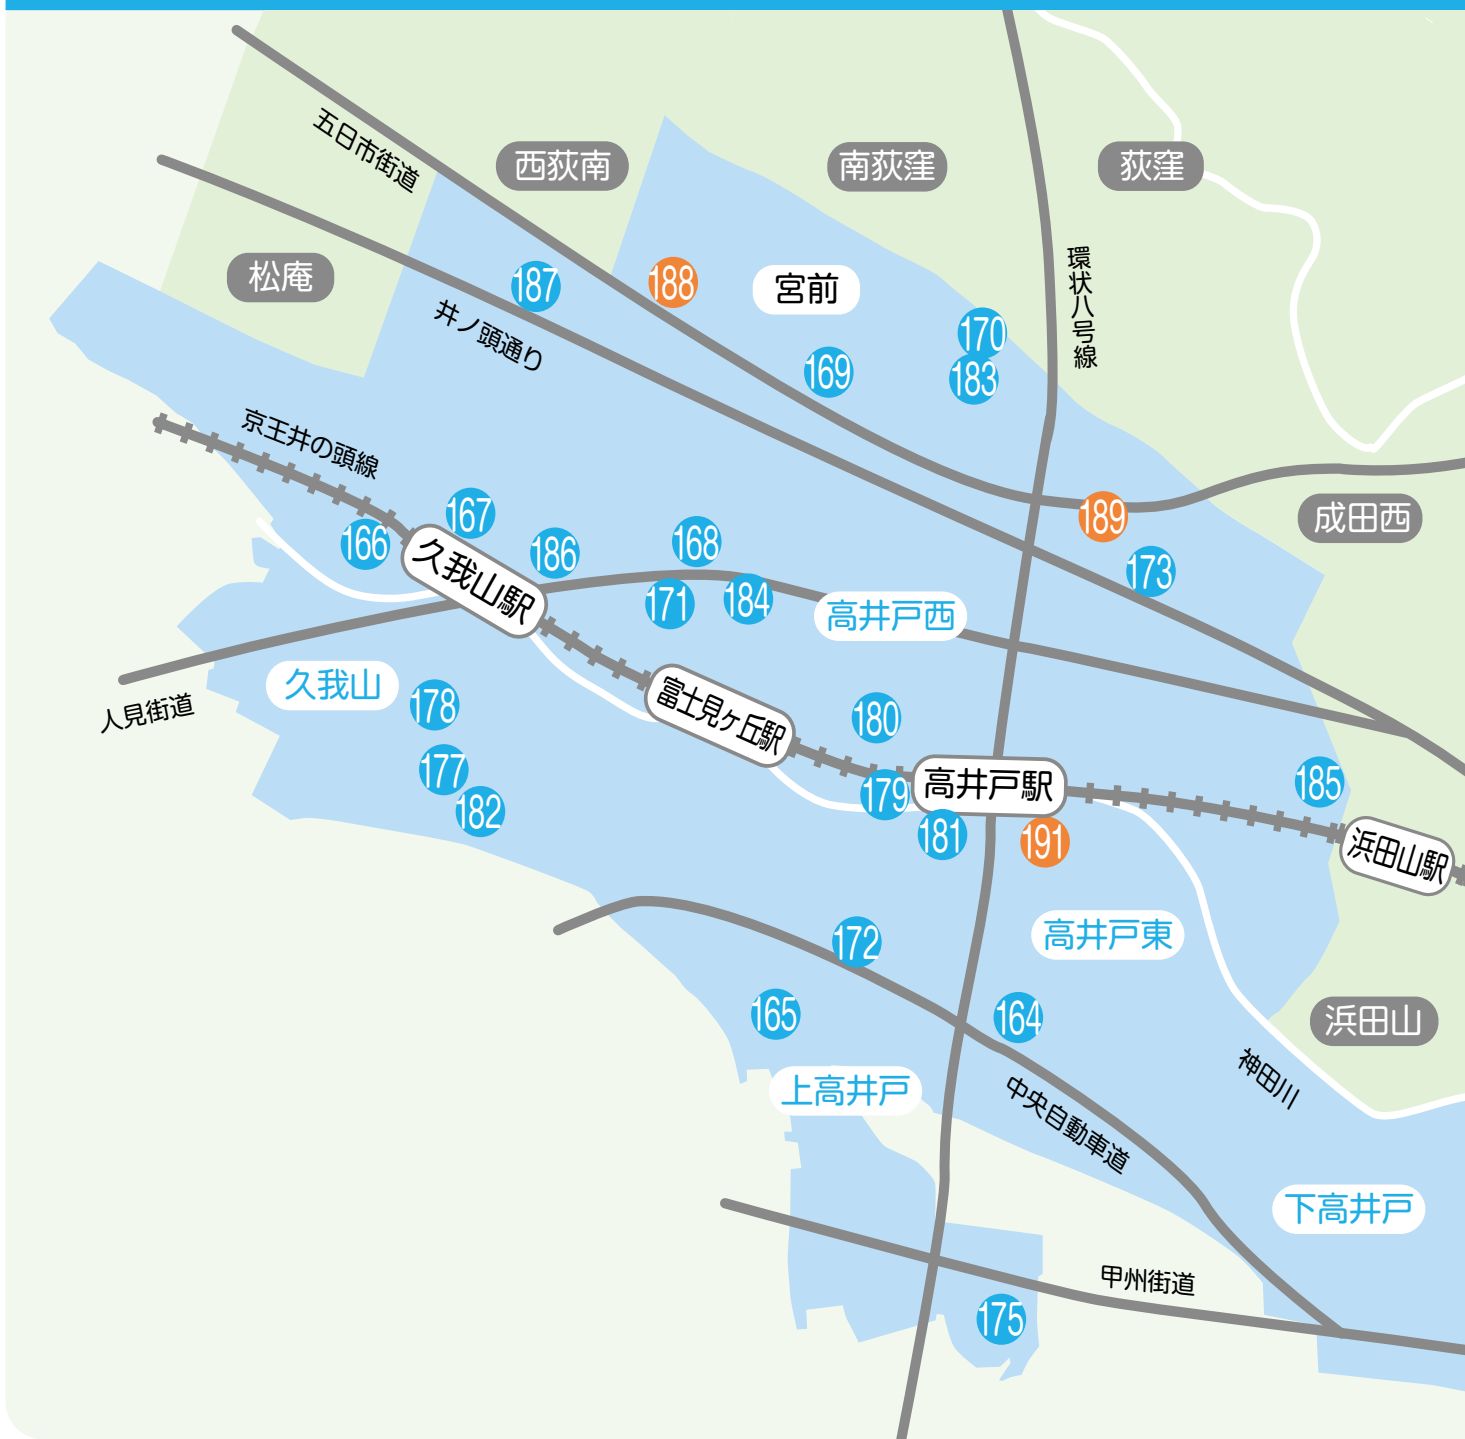 五日市街道
西荻南
南荻窪
荻窪
松庵
187
188
宮前
環状八号線
井ノ頭通り
170
169
183
京王井の頭線
167
189
成田西
166
久我山駅
186
168
173
171
184
高井戸西
久我山
人見街道
178
富士見ヶ丘駅
180
177
高井戸駅
185
179
182
181
191
浜田山駅
172
高井戸東
165
164
浜田山
上高井戸
中央自動車道
神田川
下高井戸
甲州街道
175